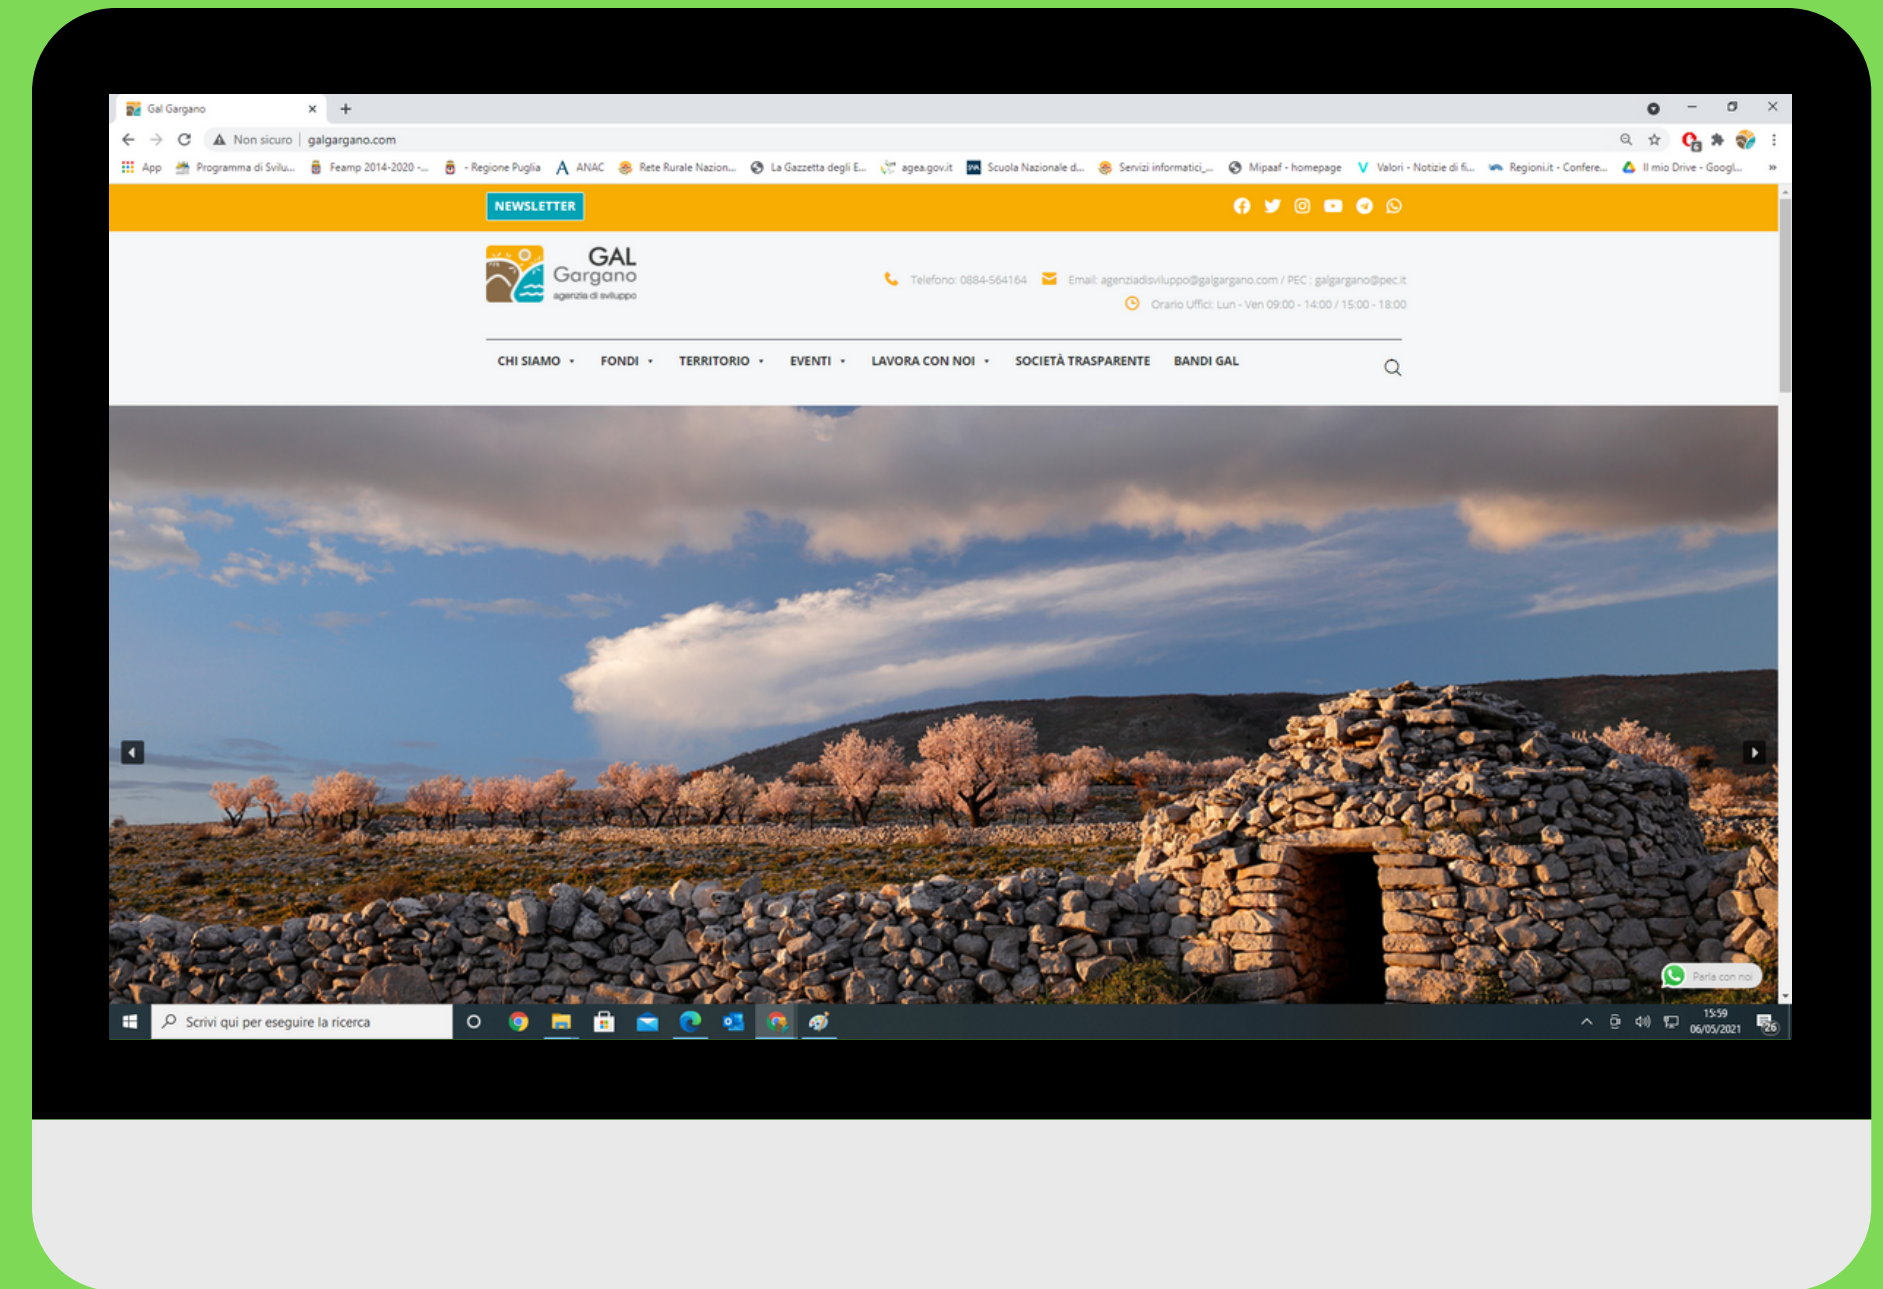 Gal Gargano
Non sicuro | galgargano.com
App Programma di Svilu... Feamp 2014-2020 -... - Regione Puglia ANAC Rete Rurale Nazion... La Gazzetta degli E... agea.gov.it Scuola Nazionale d... Servizi informatici_... Mipaaf - homepage Valori - Notizie di fi... Regioni.it - Confere... Il mio Drive - Googl... »
NEWSLETTER
GAL
Gargano
agenzia di sviluppo
Telefono: 0884-564164 Email: agenziadisviluppo@galgargano.com / PEC : galgargano@pec.it
Orario Uffici: Lun - Ven 09:00 - 14:00 / 15:00 - 18:00
CHI SIAMO FONDI TERRITORIO EVENTI LAVORA CON NOI SOCIETÀ TRASPARENTE BANDI GAL
Parla con noi
Scrivi qui per eseguire la ricerca
15:59
06/05/2021
26